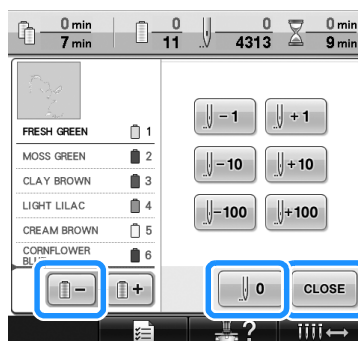 0 min
7 min
0
11
0
4313
0 min
9 min
FRESH GREEN 1
MOSS GREEN 2
CLAY BROWN 3
LIGHT LILAC 4
CREAM BROWN 5
CORNFLOWER 6
- 1
+ 1
- 10
+ 10
-100
+100
-
+
0
CLOSE
?